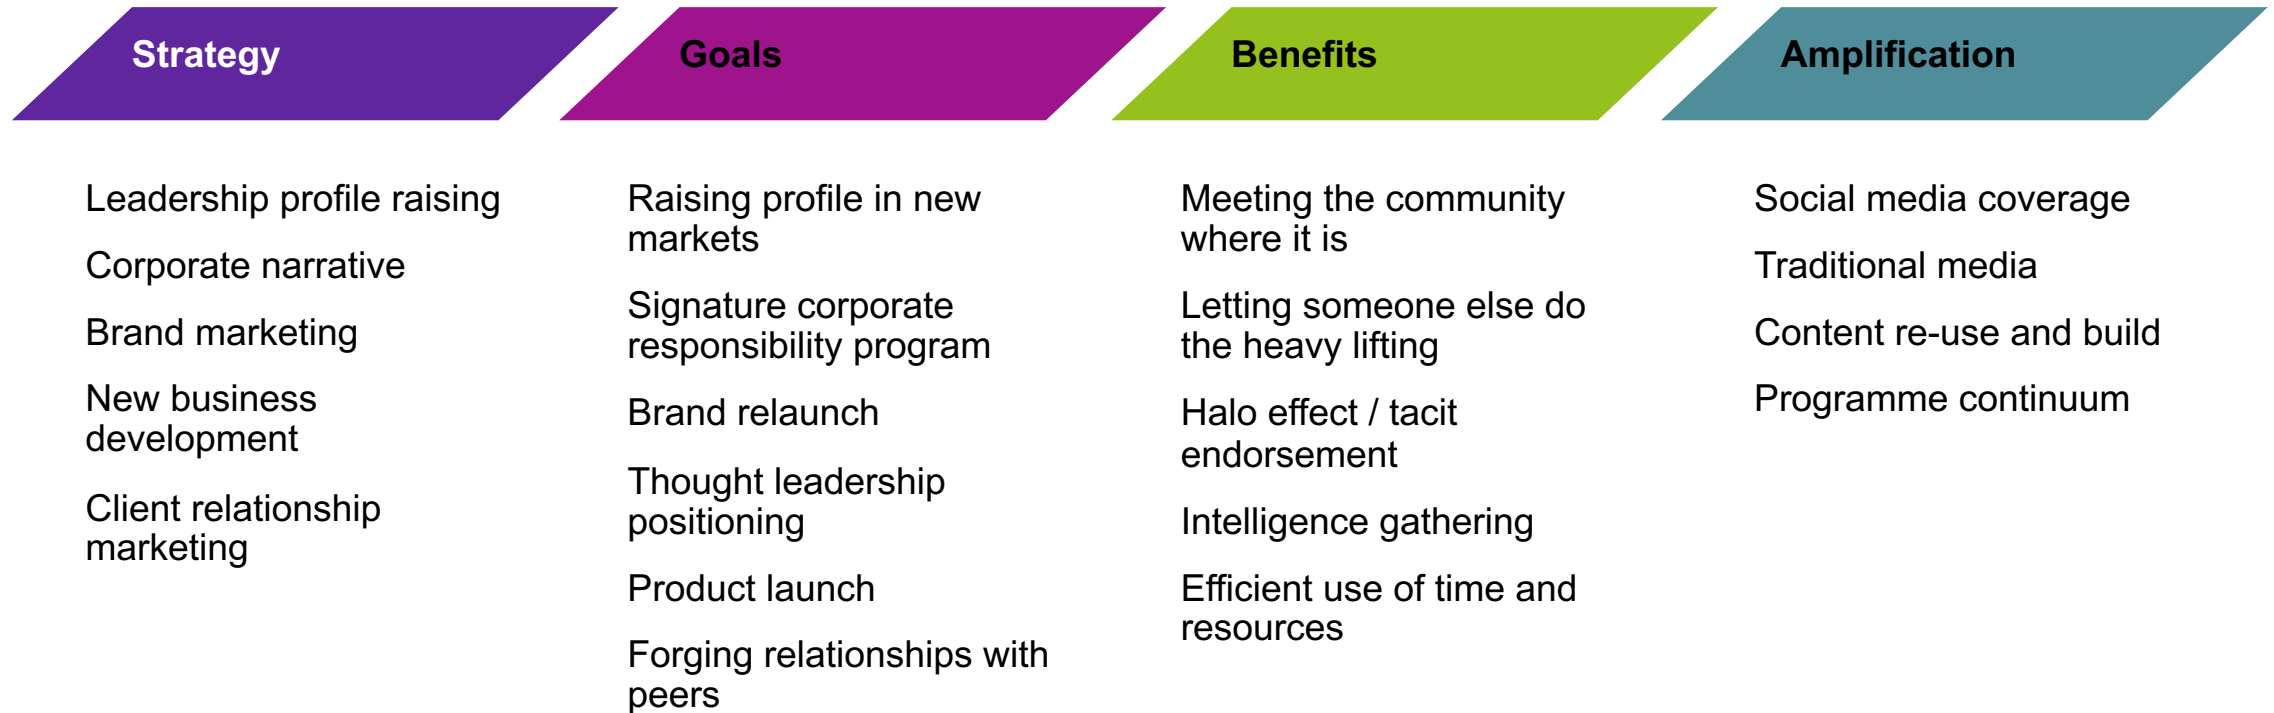 Strategy
Goals
Benefits
Amplification
Leadership profile raising
Corporate narrative
Brand marketing
New business
development
Client relationship
marketing
Raising profile in new
markets
Signature corporate
responsibility program
Brand relaunch
Thought leadership
positioning
Product launch
Forging relationships with
peers
Meeting the community
where it is
Letting someone else do
the heavy lifting
Halo effect / tacit
endorsement
Intelligence gathering
Efficient use of time and
resources
Social media coverage
Traditional media
Content re-use and build
Programme continuum